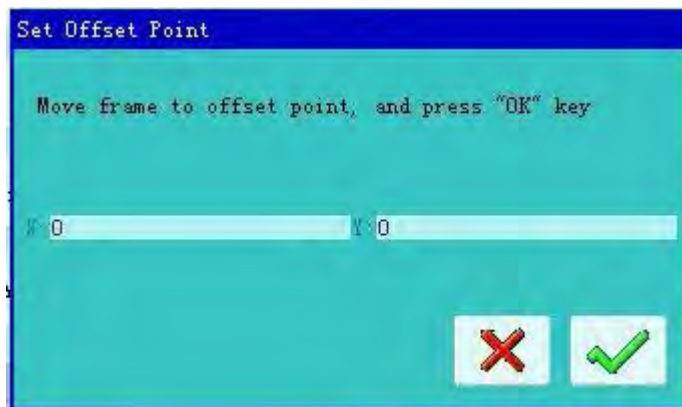 Set Offset Point
Move frame to offset point, and press "OK" key
X:0 Y:0